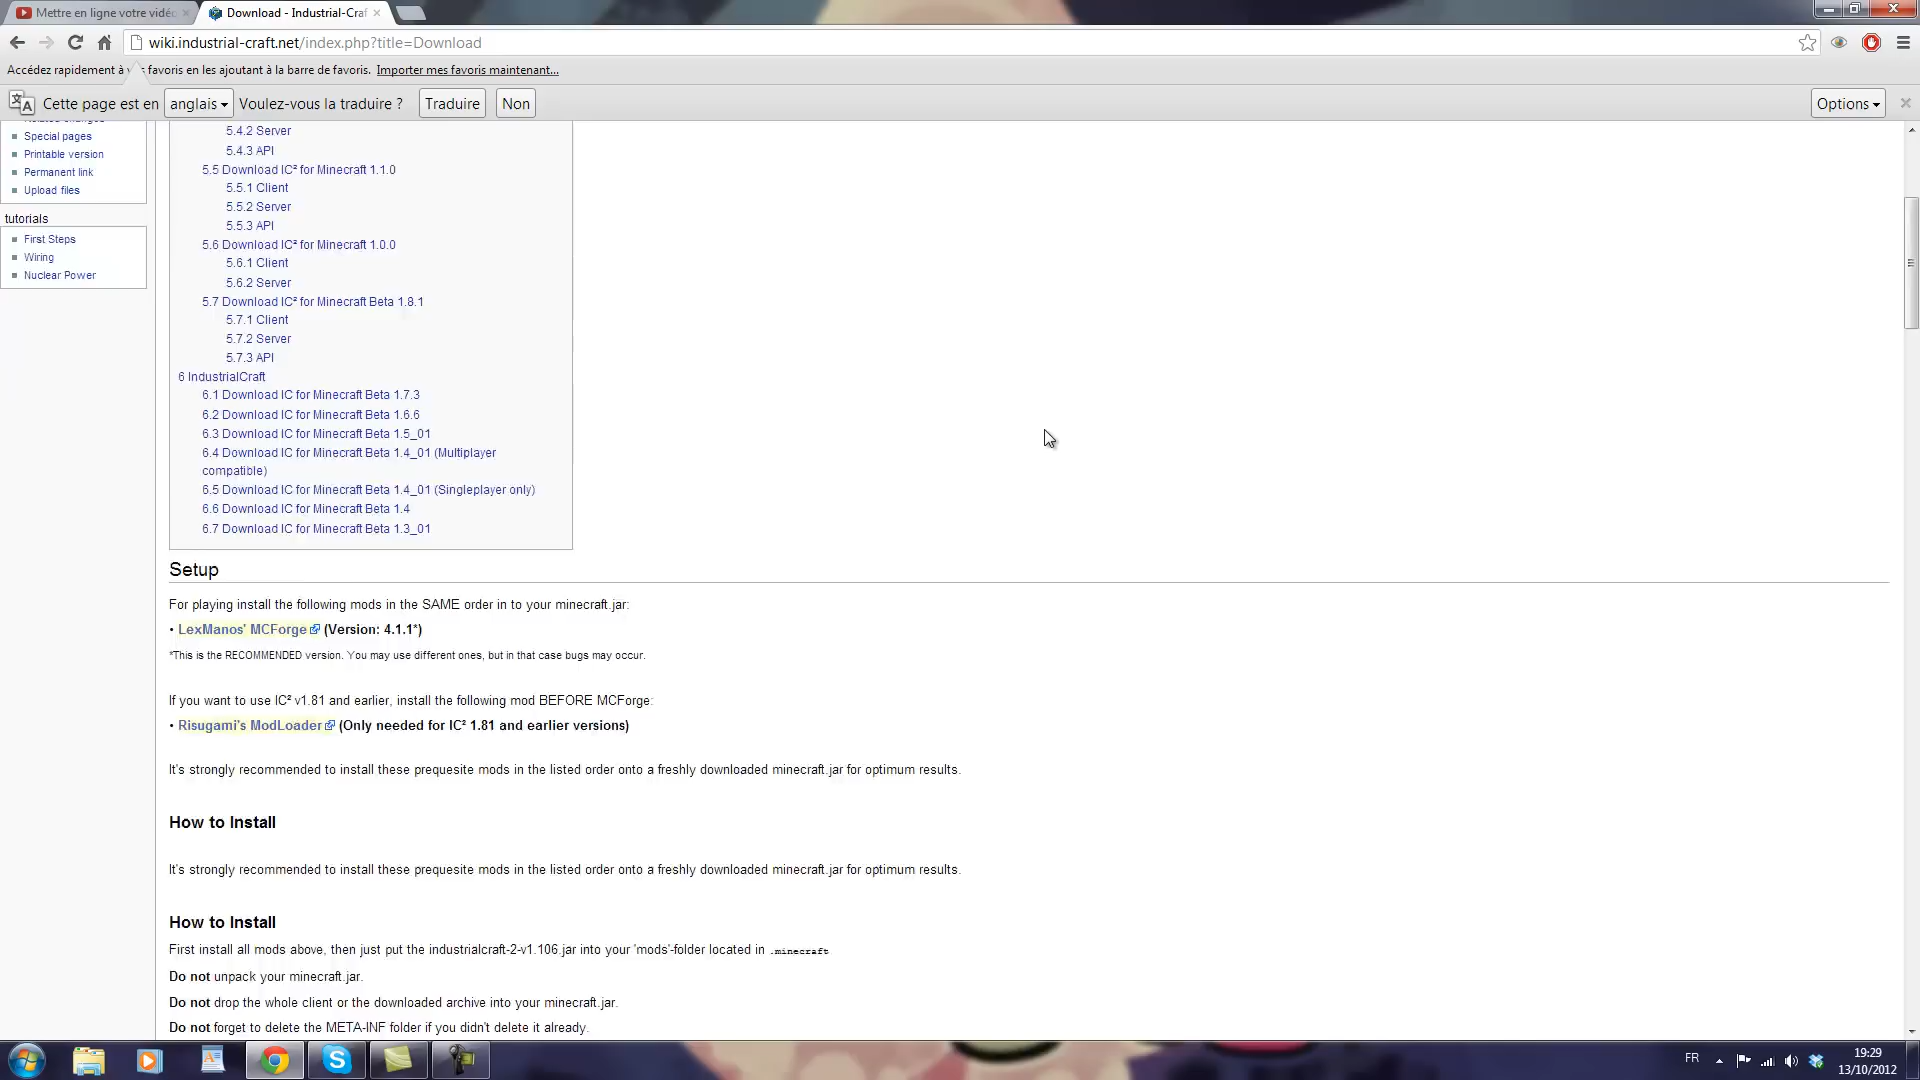 Mettre en ligne votre vidéo
Download - Industrial-Craf
wiki.industrial-craft.net/index.php?title=Download
Accédez rapidement à favoris en les ajoutant à la barre de favoris. Importer mes favoris maintenant...
Cette page est en anglais Voulez-vous la traduire ? Traduire Non Options
Related changes
Special pages
Printable version
Permanent link
Upload files
tutorials
First Steps
Wiring
Nuclear Power
5.4.2 Server
5.4.3 API
5.5 Download IC² for Minecraft 1.1.0
5.5.1 Client
5.5.2 Server
5.5.3 API
5.6 Download IC² for Minecraft 1.0.0
5.6.1 Client
5.6.2 Server
5.7 Download IC² for Minecraft Beta 1.8.1
5.7.1 Client
5.7.2 Server
5.7.3 API
6 IndustrialCraft
6.1 Download IC for Minecraft Beta 1.7.3
6.2 Download IC for Minecraft Beta 1.6.6
6.3 Download IC for Minecraft Beta 1.5_01
6.4 Download IC for Minecraft Beta 1.4_01 (Multiplayer
compatible)
6.5 Download IC for Minecraft Beta 1.4_01 (Singleplayer only)
6.6 Download IC for Minecraft Beta 1.4
6.7 Download IC for Minecraft Beta 1.3_01
Setup
For playing install the following mods in the SAME order in to your minecraft.jar:
• LexManos' MCForge (Version: 4.1.1*)
*This is the RECOMMENDED version. You may use different ones, but in that case bugs may occur.
If you want to use IC² v1.81 and earlier, install the following mod BEFORE MCForge:
• Risugami's ModLoader (Only needed for IC² 1.81 and earlier versions)
It's strongly recommended to install these prequesite mods in the listed order onto a freshly downloaded minecraft.jar for optimum results.
How to Install
It's strongly recommended to install these prequesite mods in the listed order onto a freshly downloaded minecraft.jar for optimum results.
How to Install
First install all mods above, then just put the industrialcraft-2-v1.106.jar into your 'mods'-folder located in .minecraft
Do not unpack your minecraft.jar.
Do not drop the whole client or the downloaded archive into your minecraft.jar.
Do not forget to delete the META-INF folder if you didn't delete it already.
FR
19:29
13/10/2012